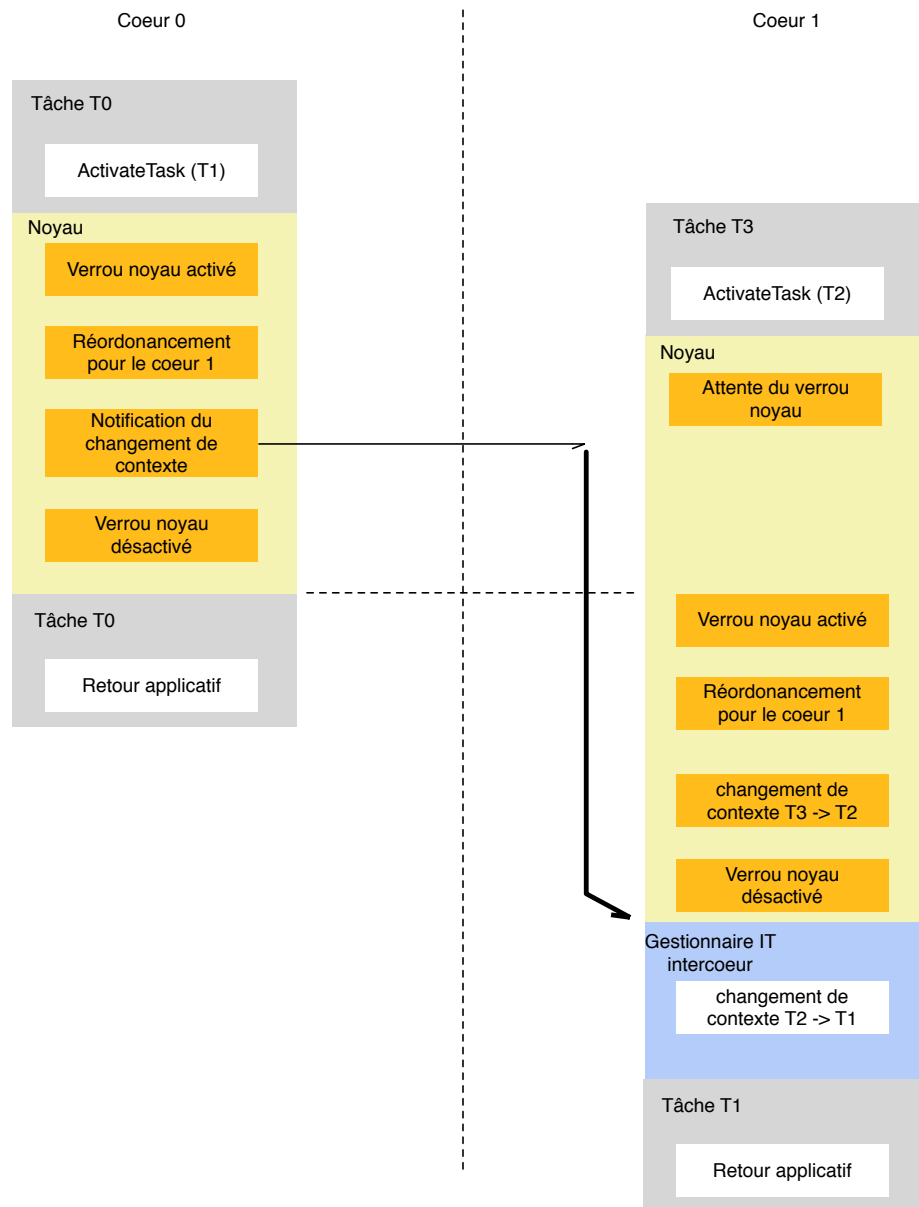 Coeur 0
Coeur 1
Tâche T0
ActivateTask (T1)
Noyau
Verrou noyau activé
Réordonancement
pour le coeur 1
Notification du
changement de
contexte
Verrou noyau
désactivé
Tâche T0
Retour applicatif
Tâche T3
ActivateTask (T2)
Noyau
Attente du verrou
noyau
Verrou noyau activé
Réordonancement
pour le coeur 1
changement de
contexte T3 -> T2
Verrou noyau
désactivé
Gestionnaire IT
intercoeur
changement de
contexte T2 -> T1
Tâche T1
Retour applicatif